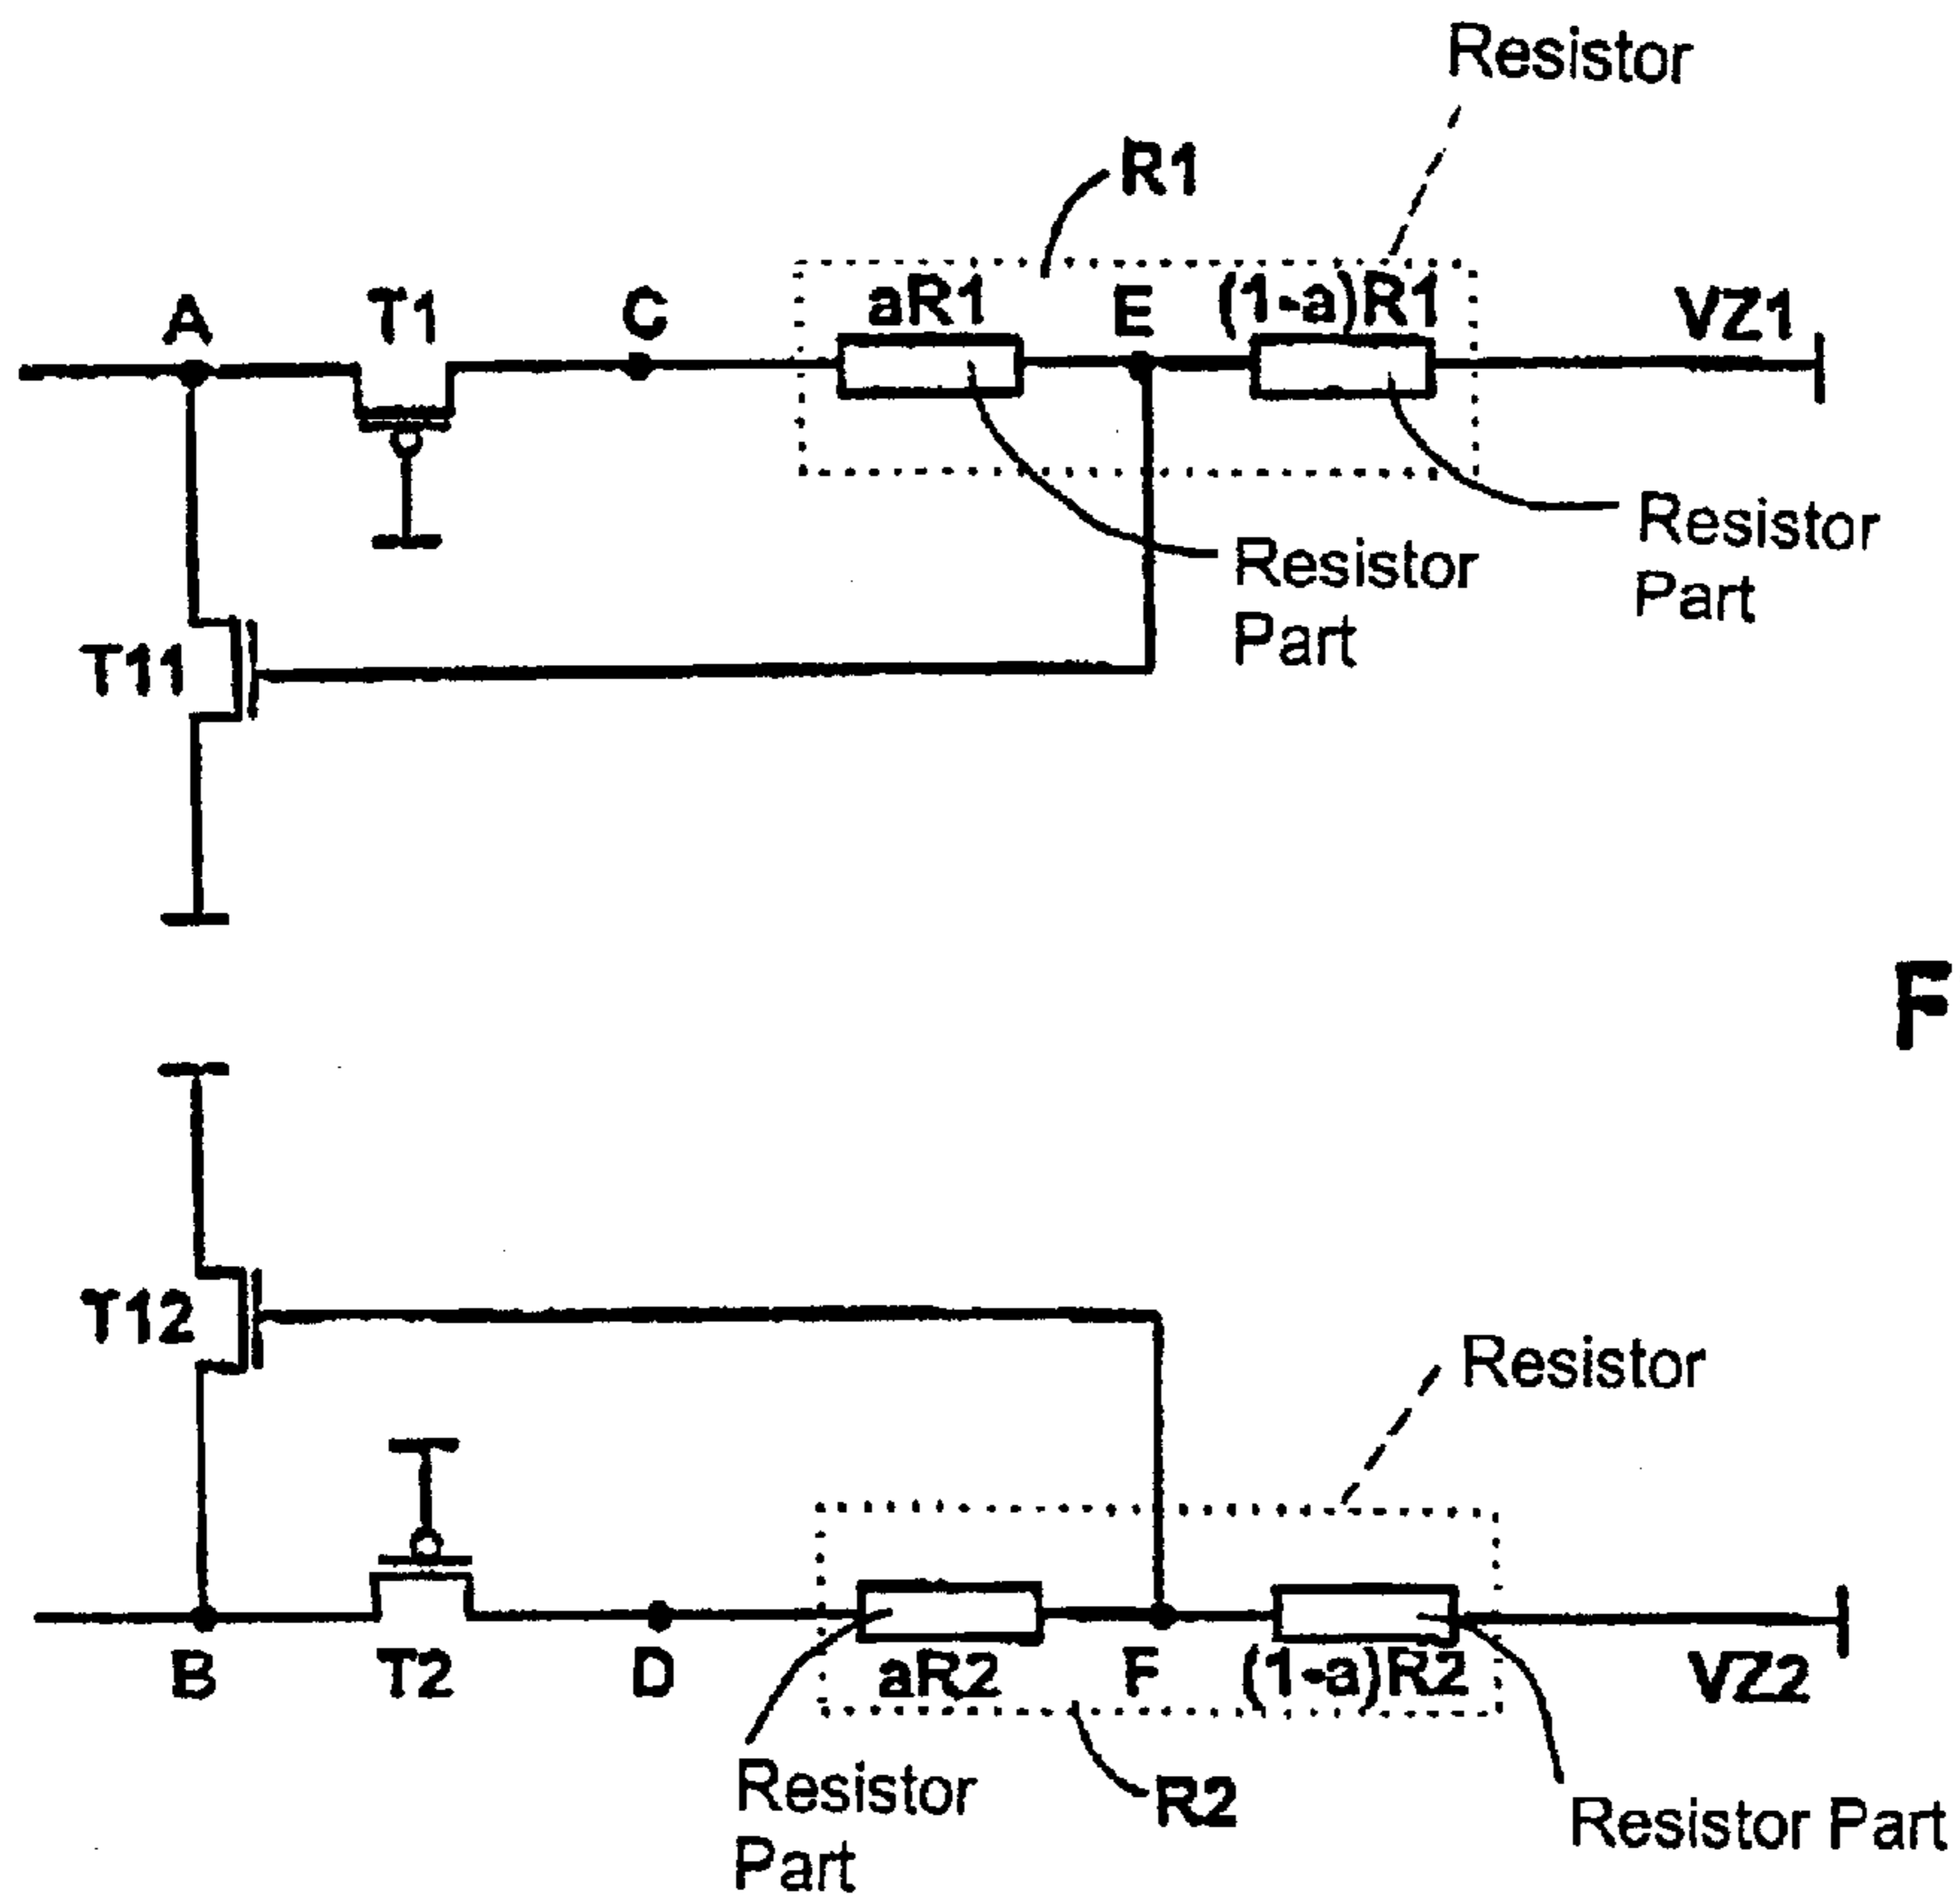 Resistor
R1
A
T1
C
aR1
E
(1-a)R1
VZ1
Resistor
Part
Resistor
Part
T11
F
T12
Resistor
B
T2
D
aR2
F
(1-a)R2
VZ2
Resistor
Part
R2
Resistor Part